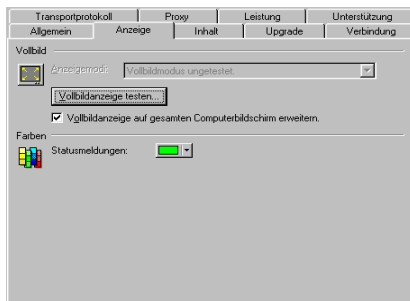 Transportprotokoll Proxy Leistung Unterstützung
Allgemein Anzeige Inhalt Upgrade Verbindung
Vollbild
Anzeigemodi: Vollbildmodus ungetestet.
Vollbildanzeige testen...
Vollbildanzeige auf gesamten Computerbildschirm erweitern.
Farben
Statusmeldungen: